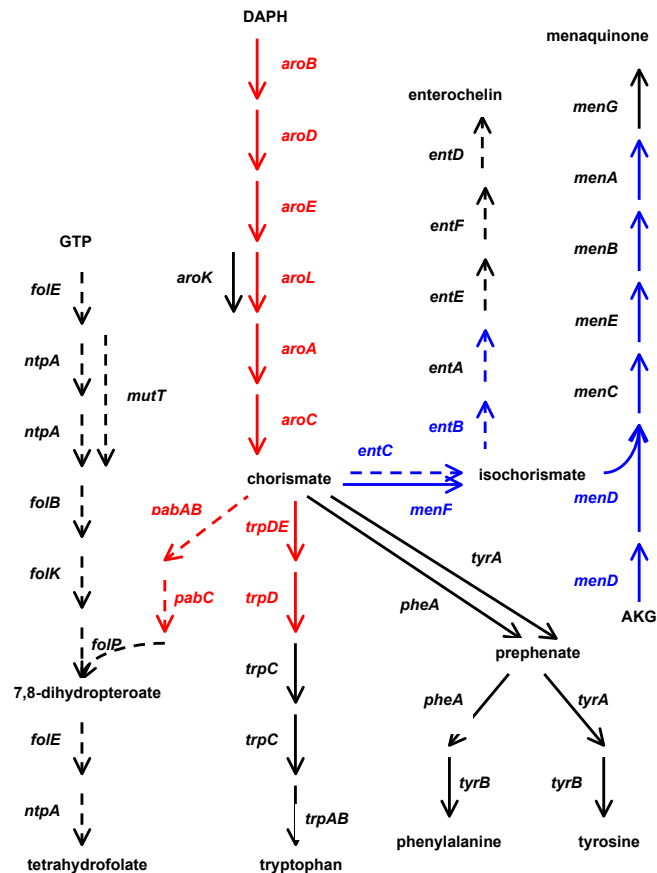 DAPH
menaquinone
aroB
enterochelin
menG
aroD
entD
menA
aroE
entF
menB
GTP
aroK
aroL
folE
entE
menE
ntpA
aroA
entA
menC
mutT
ntpA
aroC
entB
entC
chorismate
isochorismate
folB
pabAB
trpDE
menF
menD
tyrA
folK
pabC
trpD
pheA
menD
AKG
folP
trpC
prephenate
7,8-dihydropteroate
pheA
tyrA
folE
trpC
tyrB
tyrB
ntpA
trpAB
phenylalanine
tyrosine
tetrahydrofolate
tryptophan